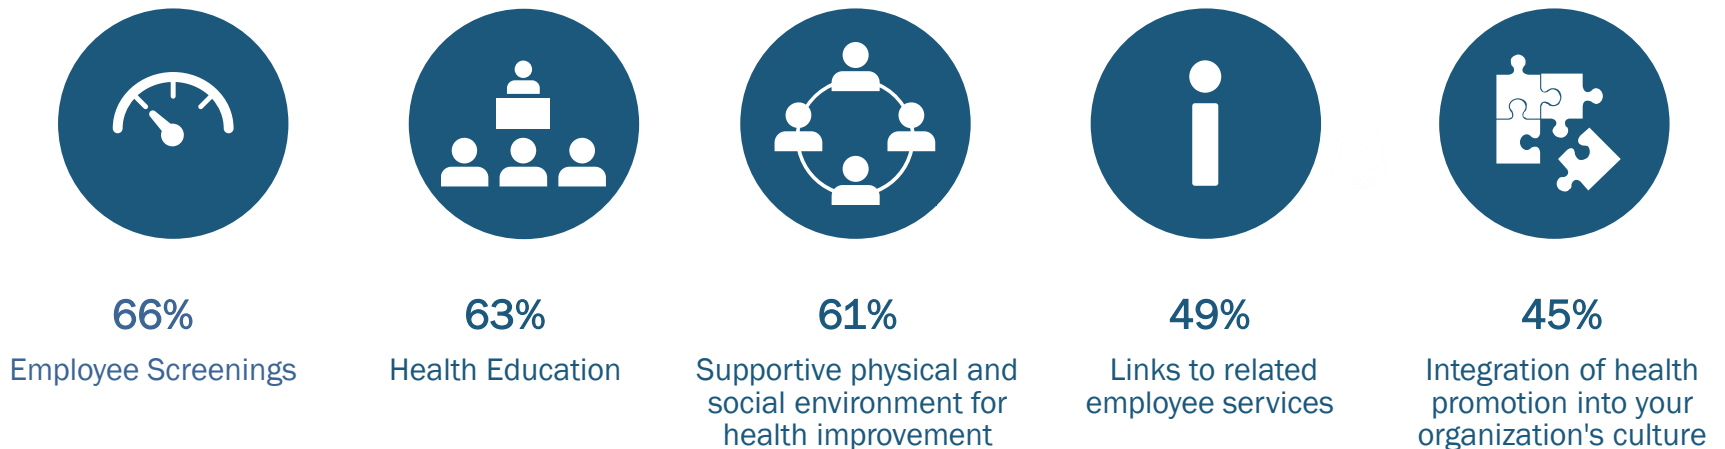 66%
Employee Screenings
63%
Health Education
61%
Supportive physical and
social environment for
health improvement
49%
Links to related
employee services
45%
Integration of health
promotion into your
organization's culture